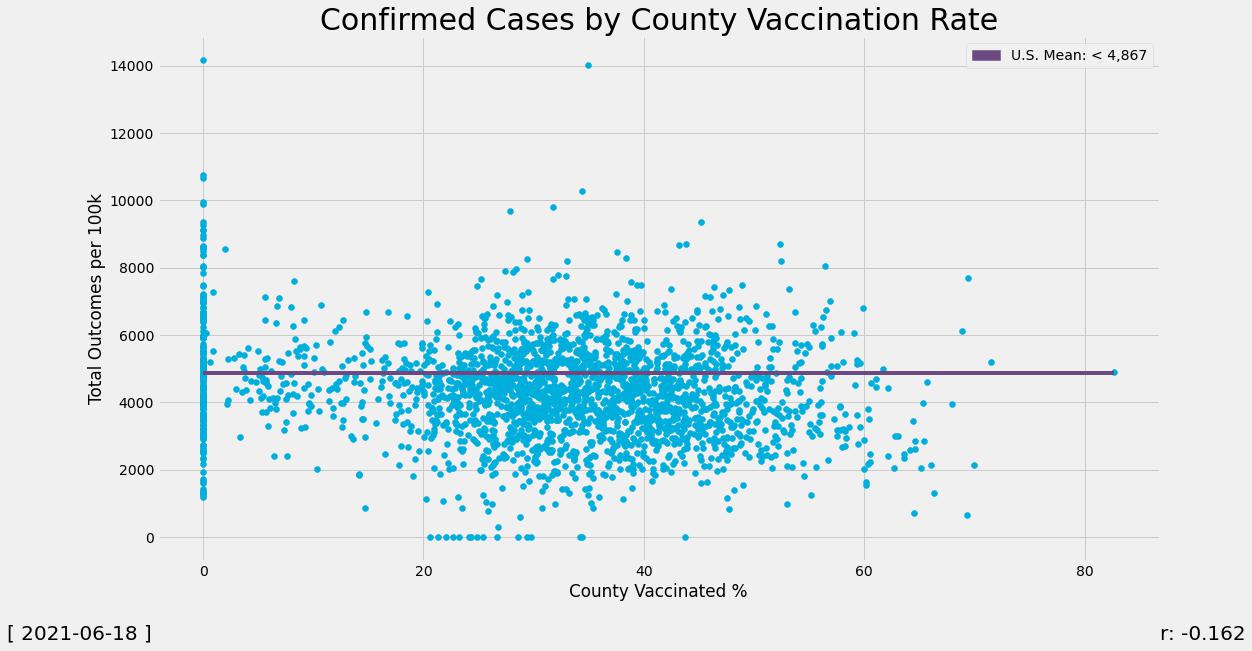 Confirmed Cases by County Vaccination Rate
U.S. Mean: < 4,867
14000
12000
10000
8000
6000
4000
2000
0
Total Outcomes per 100k
0 20 40 60 80
County Vaccinated %
[ 2021-06-18 ]
r: -0.162